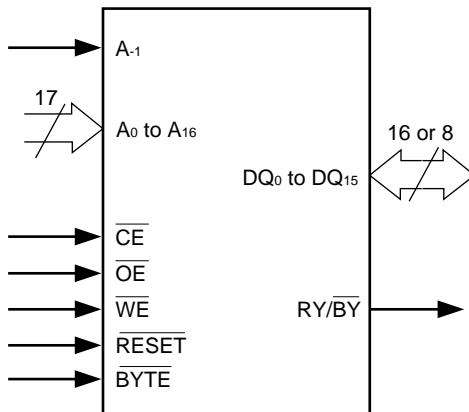 A-1
17
A0 to A16
16 or 8
DQ0 to DQ15
CE
OE
WE
RY/BY
RESET
BYTE